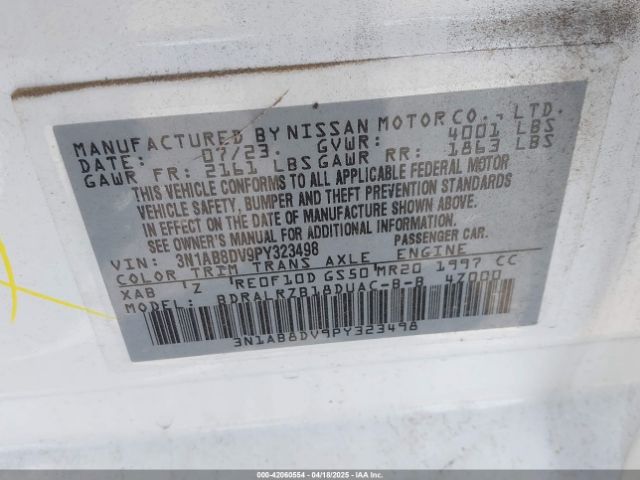 MANUFACTURED BY NISSAN MOTOR CO., LTD.
DATE: 07/23 GVWR: 4001 LBS
GAWR FR: 2161 LBS GAWR RR: 1863 LBS
THIS VEHICLE CONFORMS TO ALL APPLICABLE FEDERAL MOTOR
VEHICLE SAFETY, BUMPER AND THEFT PREVENTION STANDARDS
IN EFFECT ON THE DATE OF MANUFACTURE SHOWN ABOVE.
SEE OWNER'S MANUAL FOR ADDITIONAL INFORMATION.
VIN: 3N1AB8DV9PY323498 PASSENGER CAR.
COLOR TRIM TRANS AXLE ENGINE
XAB Z RE0F10D GS50 MR20 1997 CC
MODEL: BDRALRZB18DUAC-B-B 47000
3N1AB8DV9PY323498
000-42060554 - 04/18/2025 - IAAI.COM